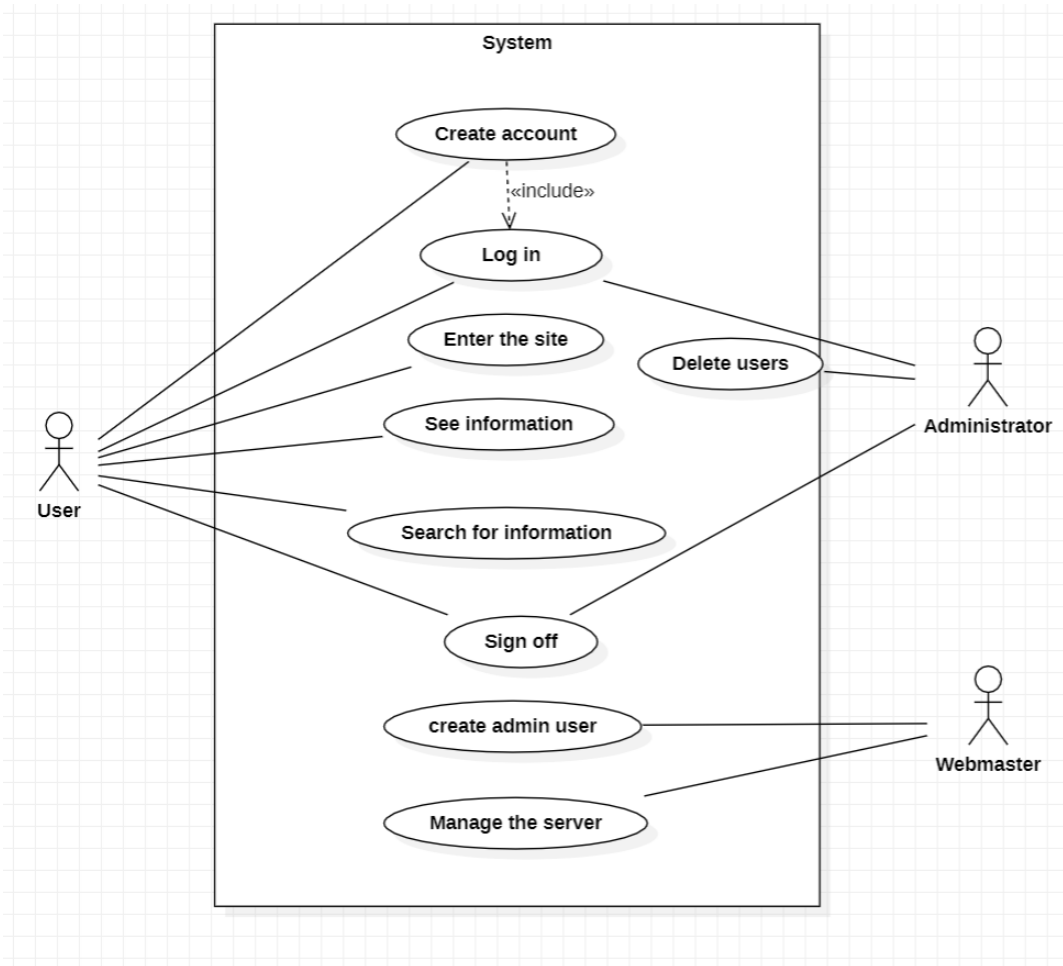 System
Create account
«include»
Log in
Enter the site
Delete users
See information
Administrator
User
Search for information
Sign off
create admin user
Webmaster
Manage the server